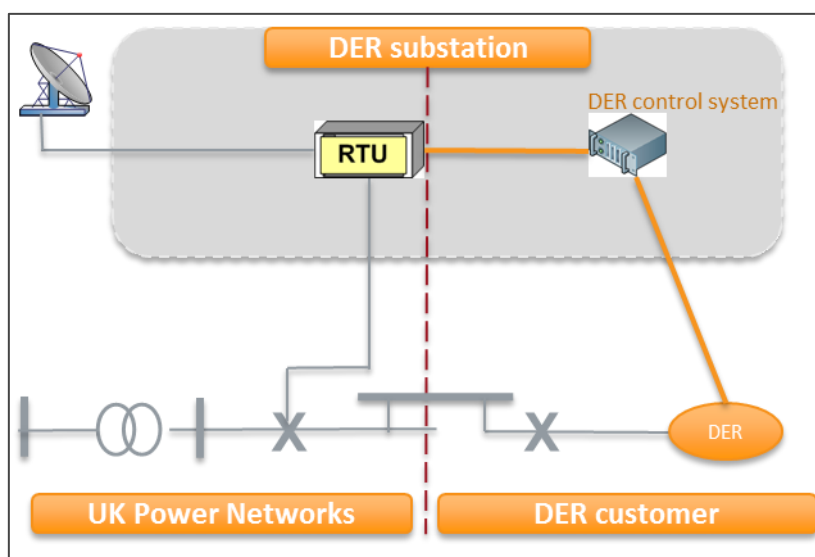 DER substation
DER control system
RTU
DER
UK Power Networks
DER customer